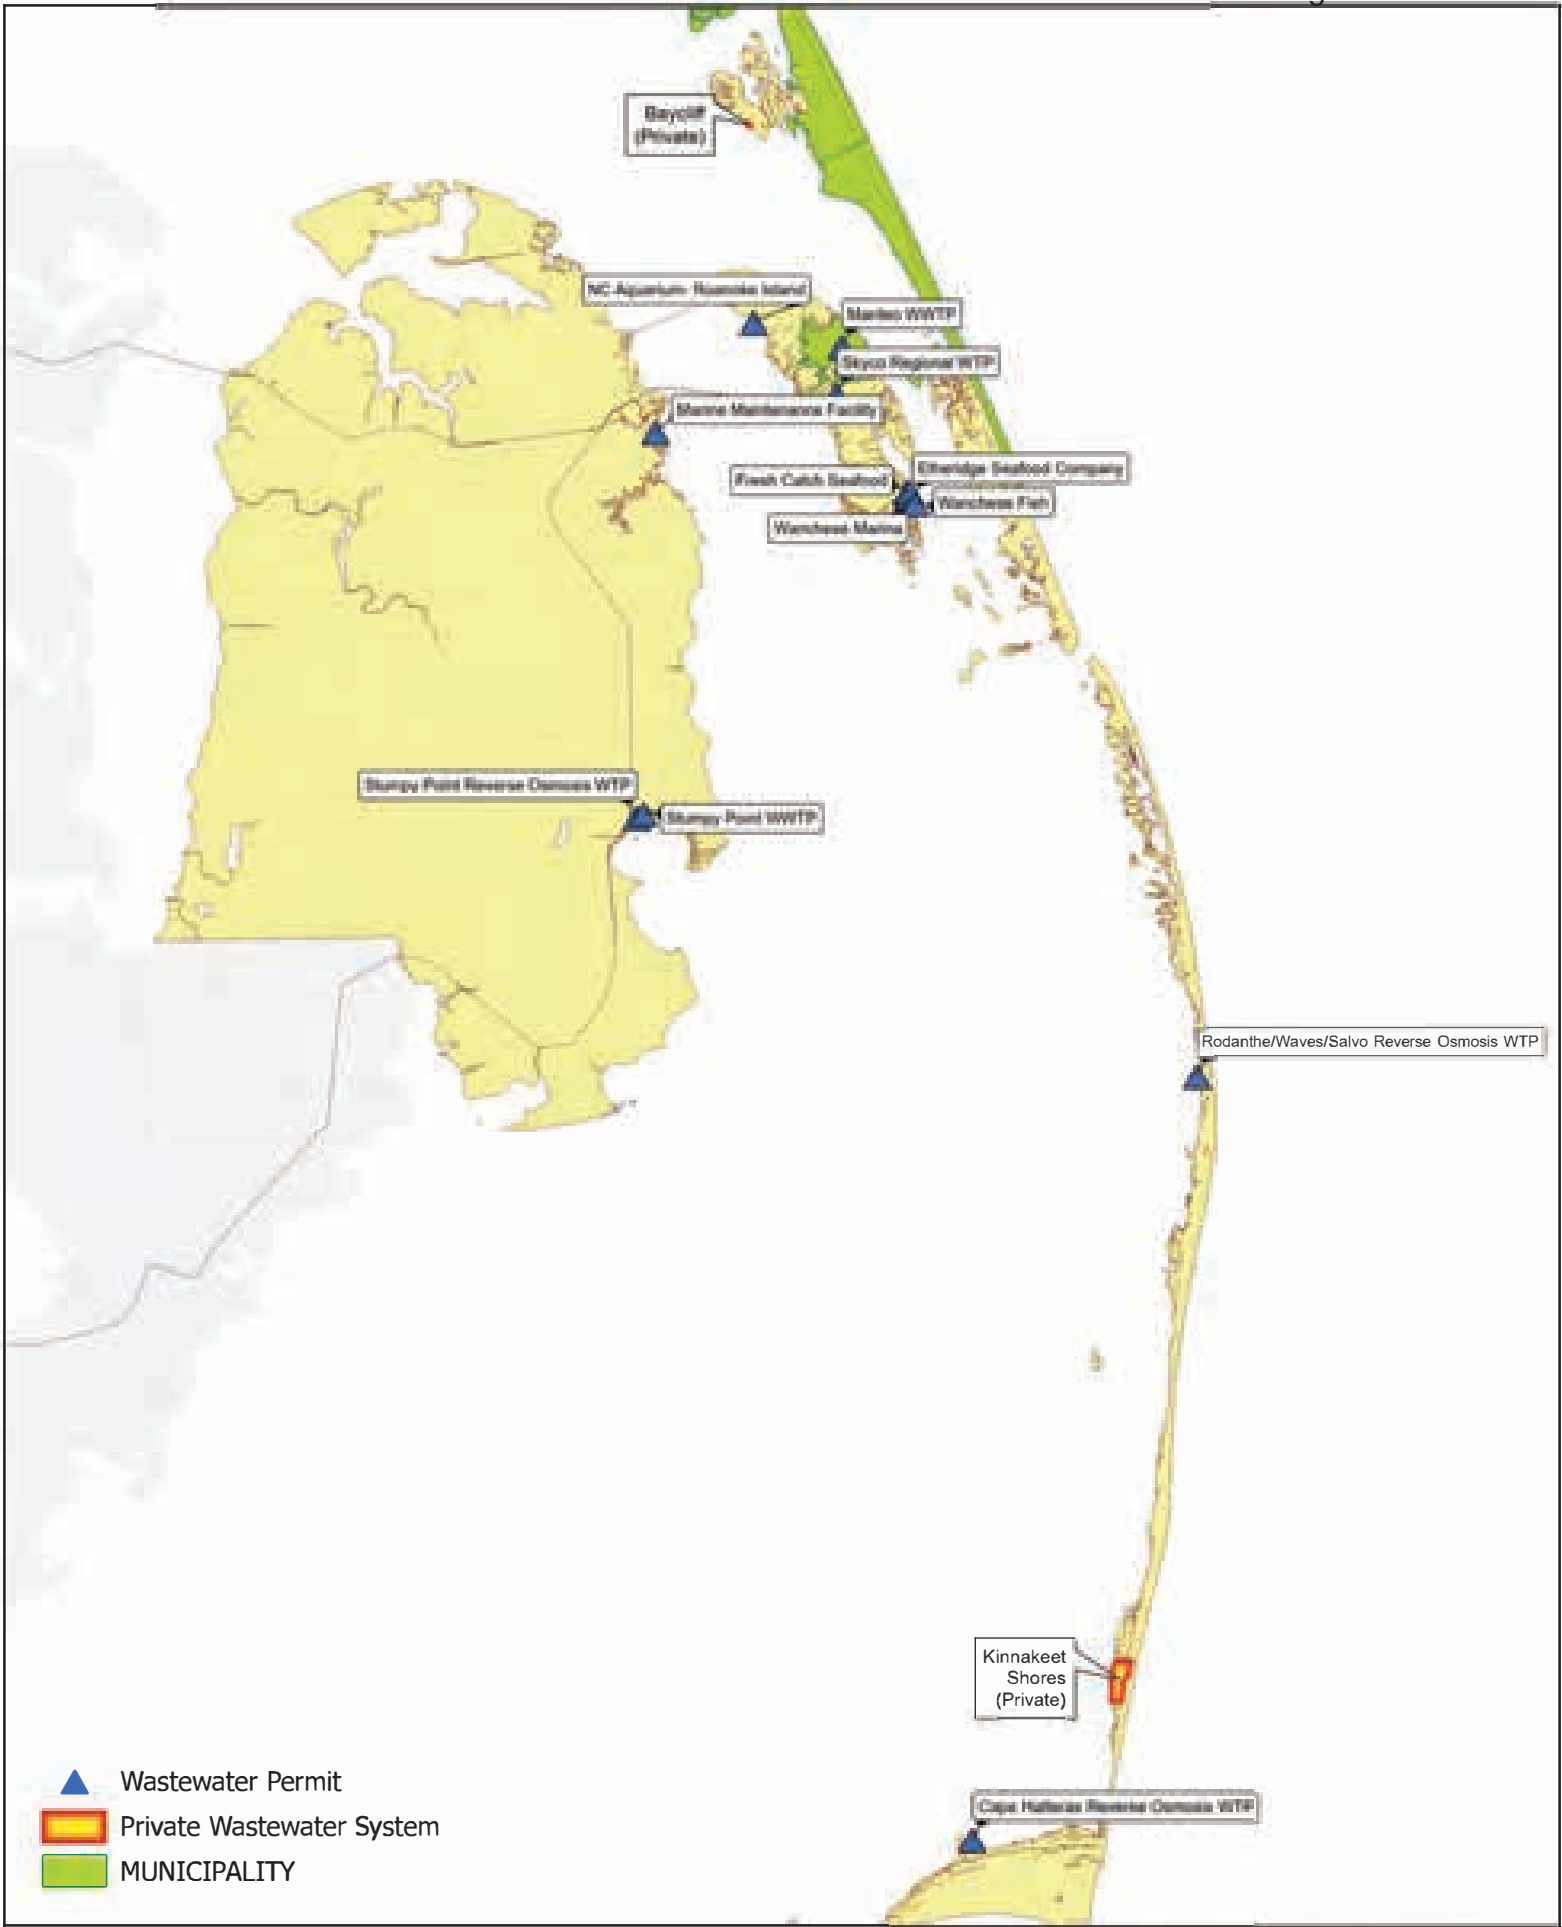 Baycliff
(Private)
NC Aquarium- Roanoke Island
Manteo WWTP
Skyco Regional WTP
Marine Maintenance Facility
Etheridge Seafood Company
Fresh Catch Seafood
Wanchese Fish
Wanchese Marina
Stumpy Point Reverse Osmosis WTP
Stumpy Point WWTP
Rodanthe/Waves/Salvo Reverse Osmosis WTP
Kinnakeet
Shores
(Private)
Cape Hatteras Reverse Osmosis WTP
Wastewater Permit
Private Wastewater System
MUNICIPALITY